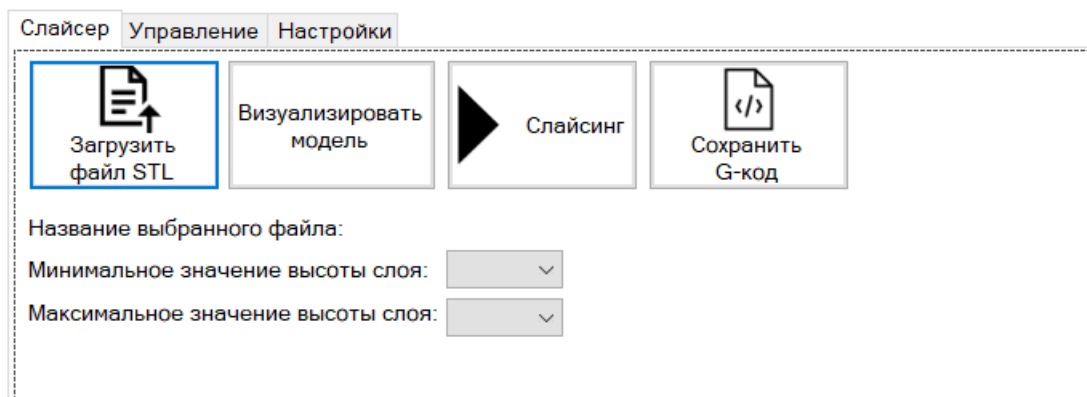 Слайсер Управление Настройки
Загрузить
файл STL
Визуализировать
модель
Слайсинг
</>
Сохранить
G-код
Название выбранного файла:
Минимальное значение высоты слоя:
Максимальное значение высоты слоя: